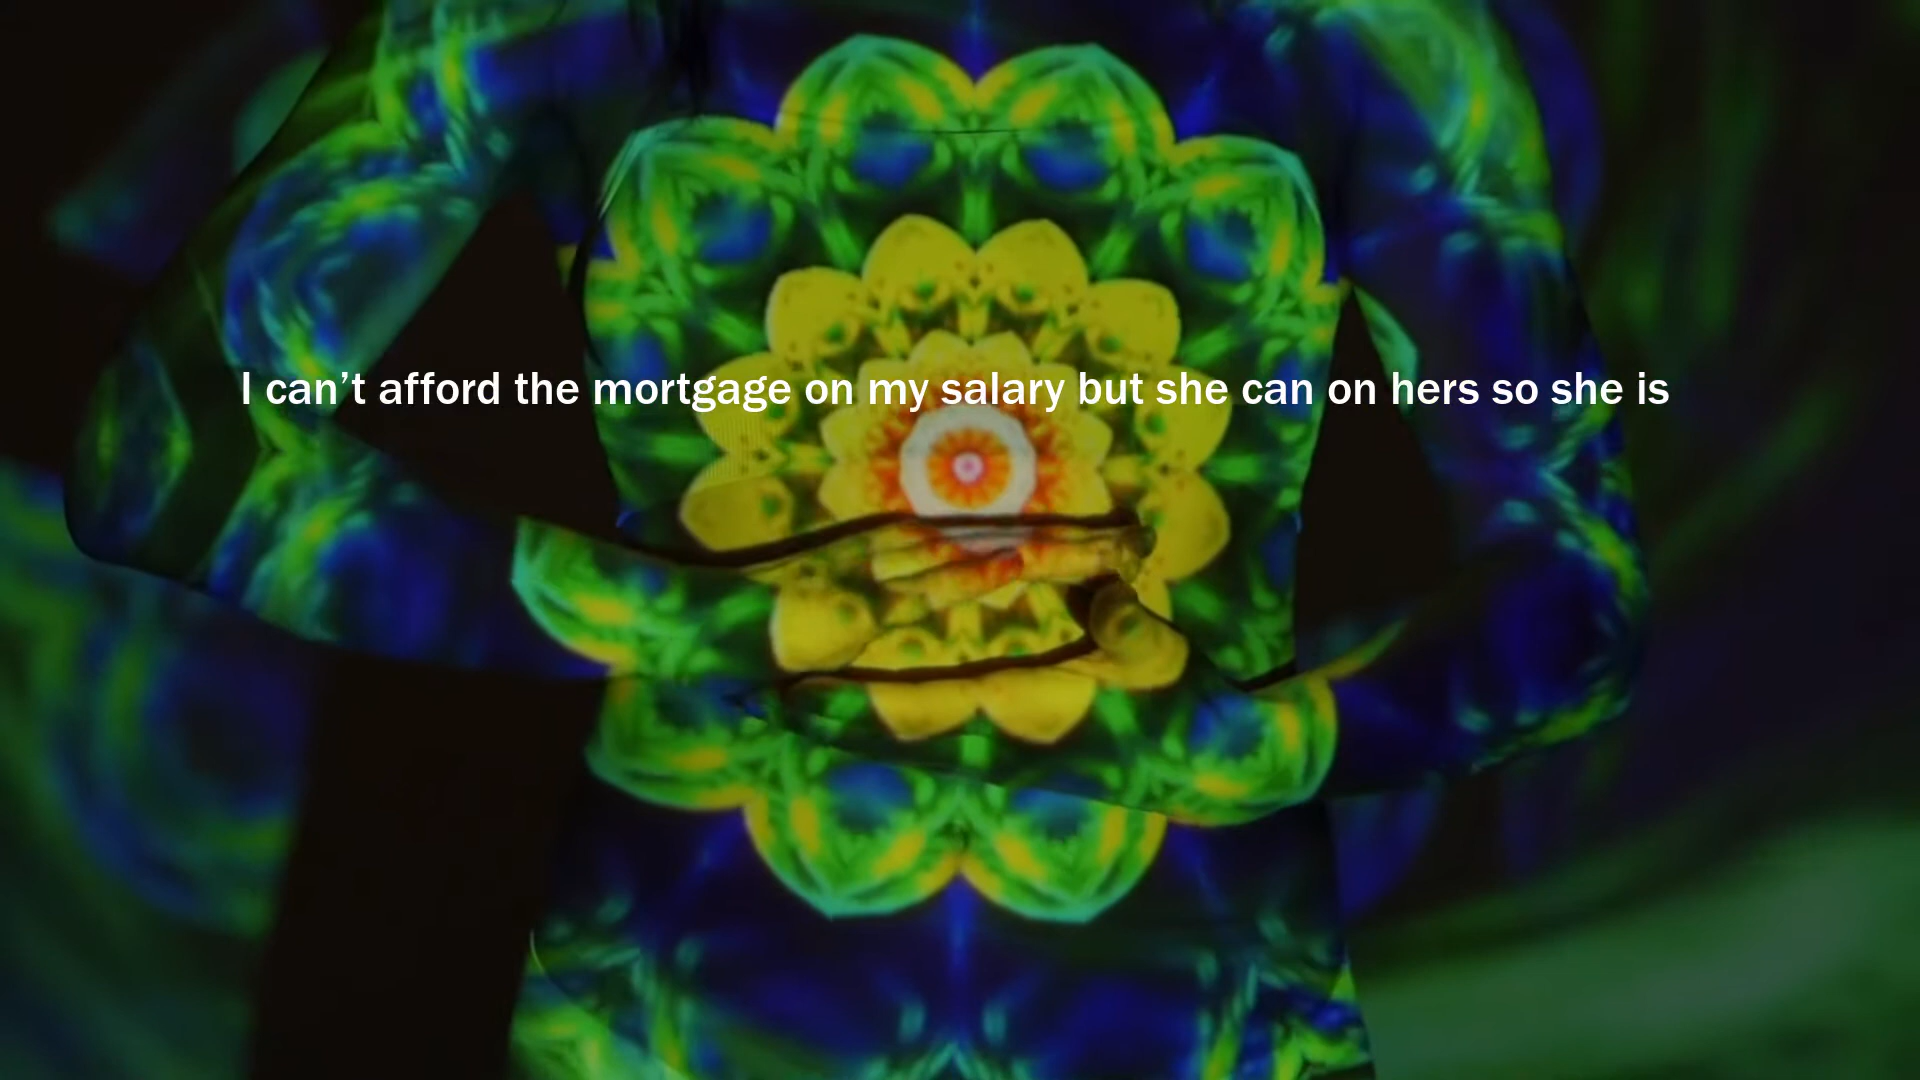 I can’t afford the mortgage on my salary but she can on hers so she is